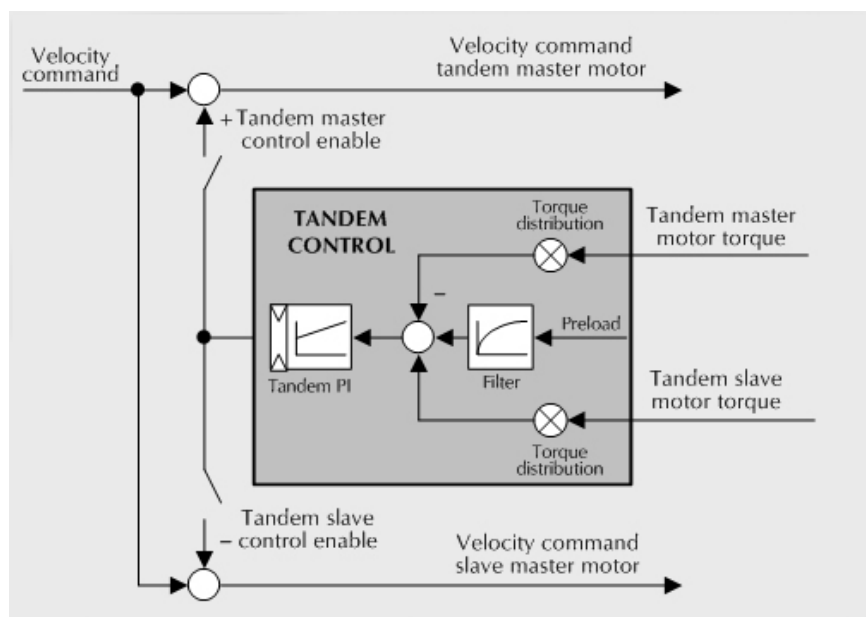 Velocity
command
Velocity command
tandem master motor
+ Tandem master
control enable
TANDEM
CONTROL
Torque
distribution
Tandem master
motor torque
−
Preload
Tandem PI
Filter
Tandem slave
motor torque
Torque
distribution
Tandem slave
− control enable
Velocity command
slave master motor